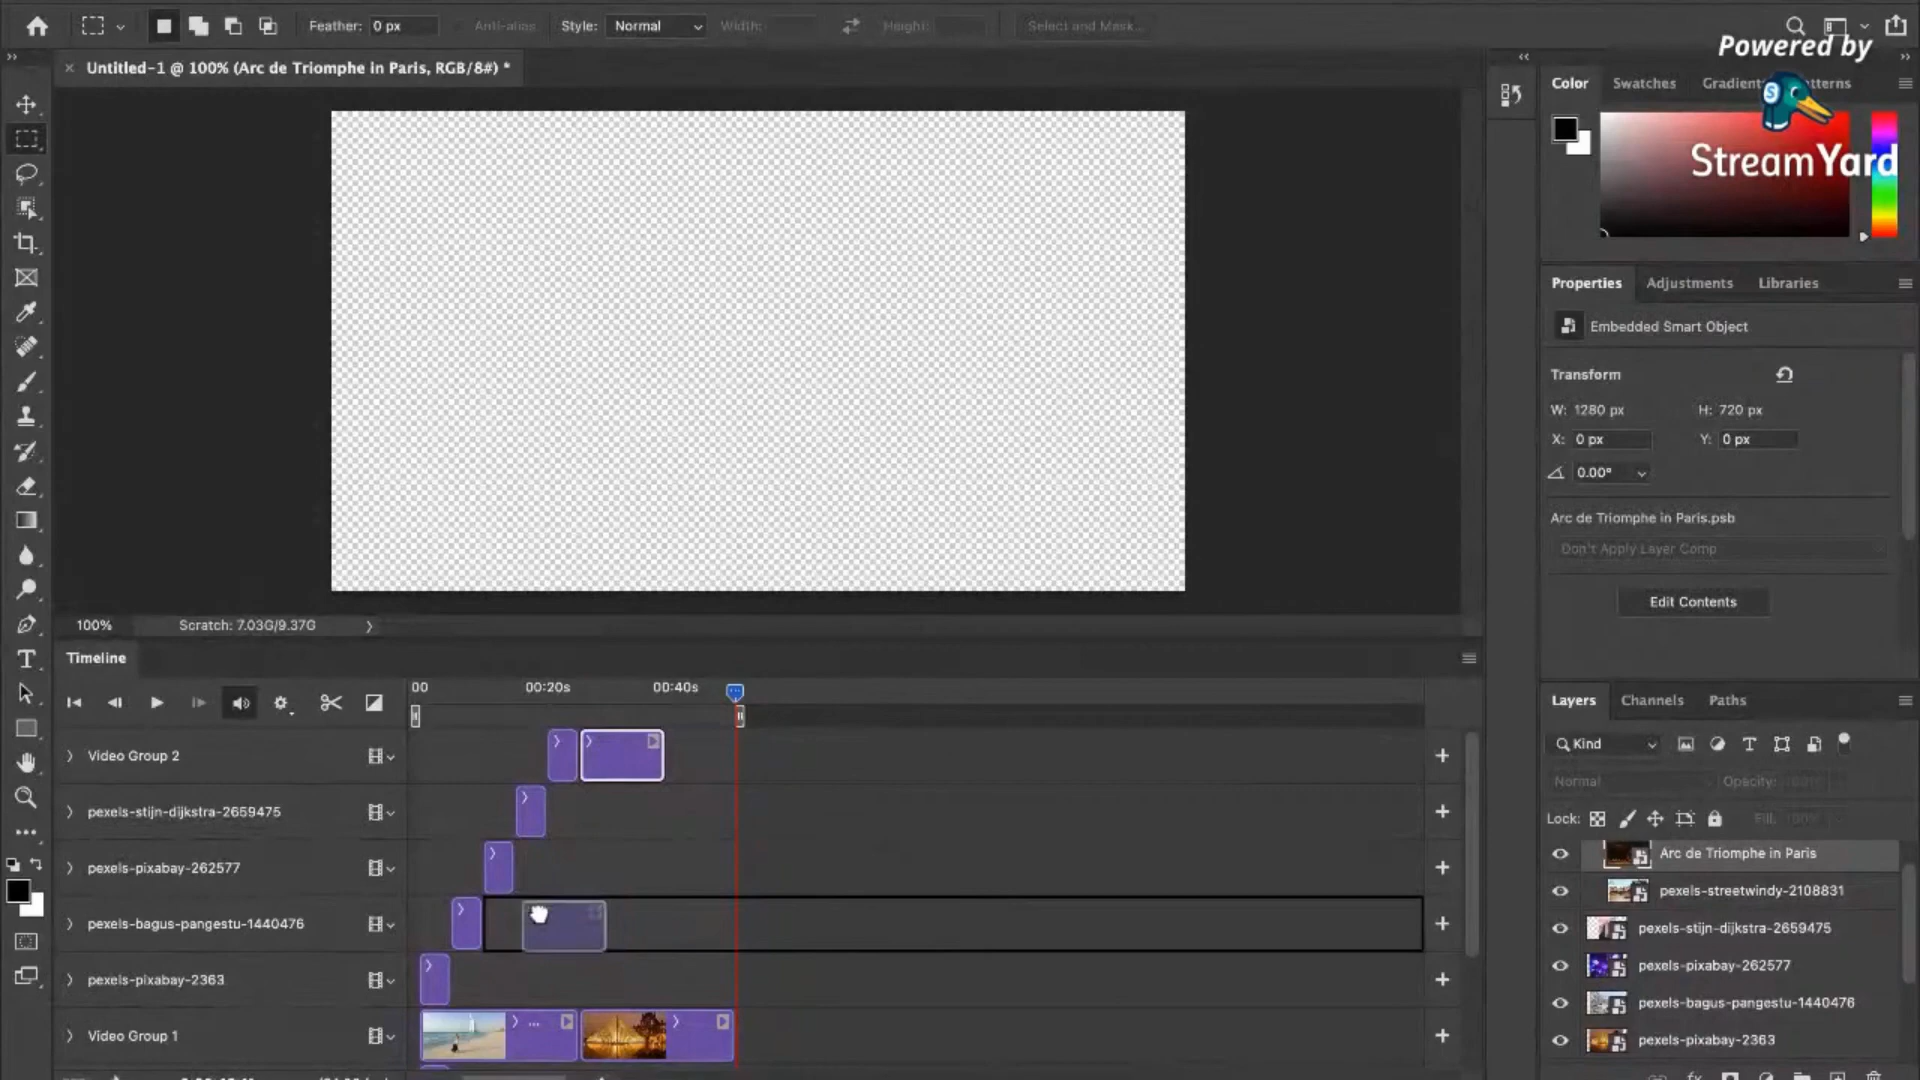 Feather: 0 px Anti-alias Style: Normal Width: Height: Select and Mask...
Powered by
StreamYard
Untitled-1 @ 100% (Arc de Triomphe in Paris, RGB/8#) *
Color Swatches
Properties Adjustments Libraries
Embedded Smart Object
Transform
W: 1280 px H: 720 px
X: 0 px Y: 0 px
0.00°
Arc de Triomphe in Paris.psb
Don't Apply Layer Comp
Edit Contents
100% Scratch: 7.03G/9.37G
Timeline
00 00:20s 00:40s
Video Group 2
pexels-stijn-dijkstra-2659475
pexels-pixabay-262577
pexels-bagus-pangestu-1440476
pexels-pixabay-2363
Video Group 1
Layers Channels Paths
Kind
Normal Opacity:
Lock: Fill:
Arc de Triomphe in Paris
pexels-streetwindy-2108831
pexels-stijn-dijkstra-2659475
pexels-pixabay-262577
pexels-bagus-pangestu-1440476
pexels-pixabay-2363